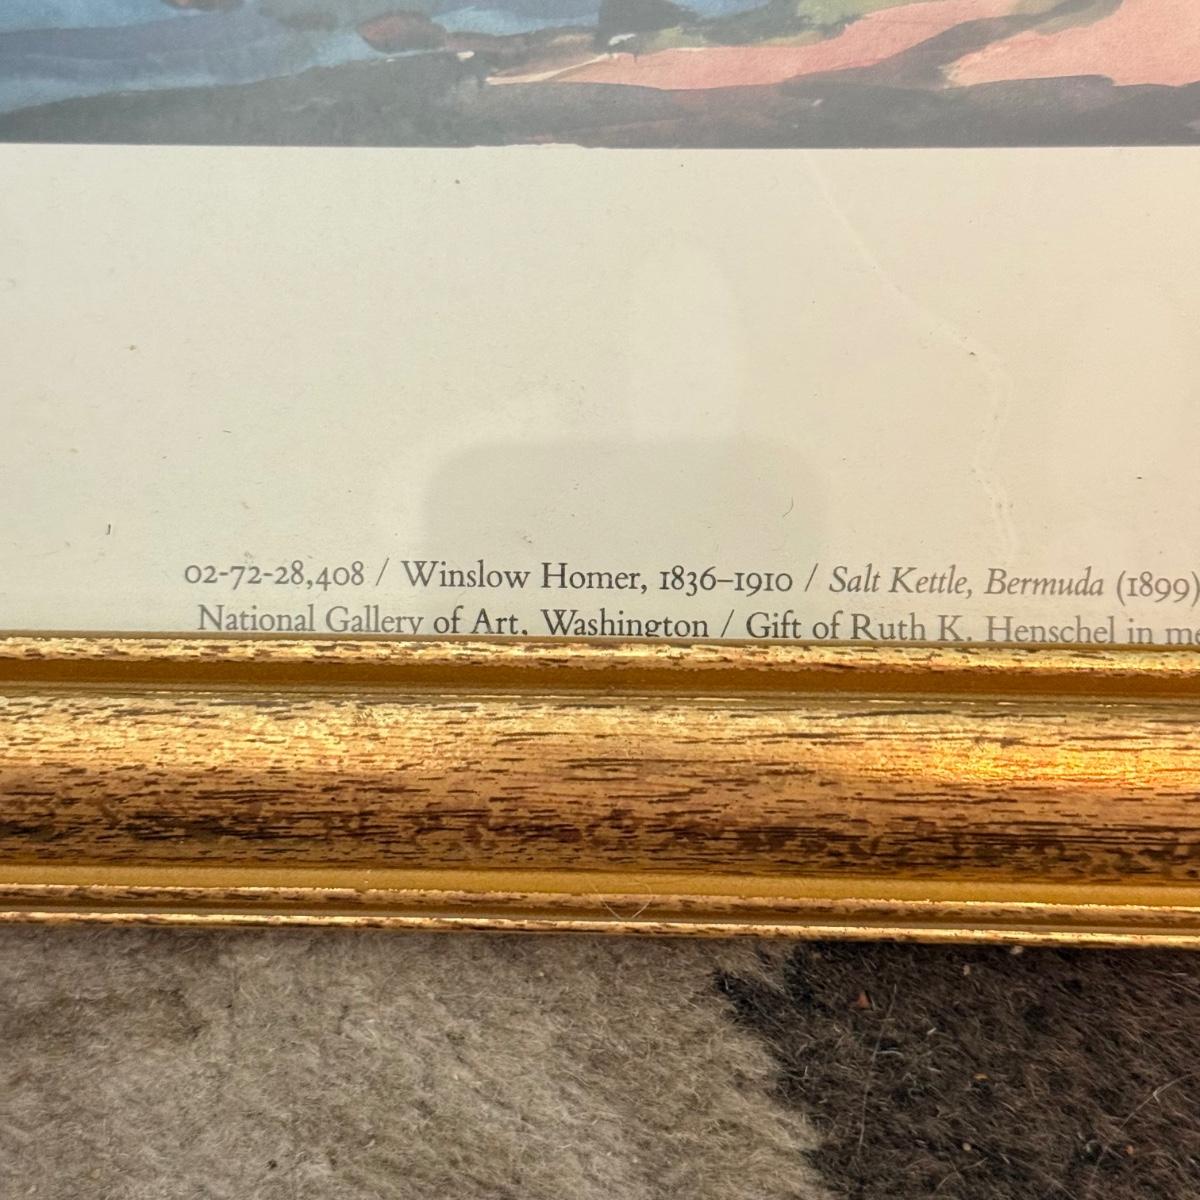 02-72-28,408 / Winslow Homer, 1836–1910 / Salt Kettle, Bermuda (1899)
National Gallery of Art, Washington / Gift of Ruth K. Henschel in